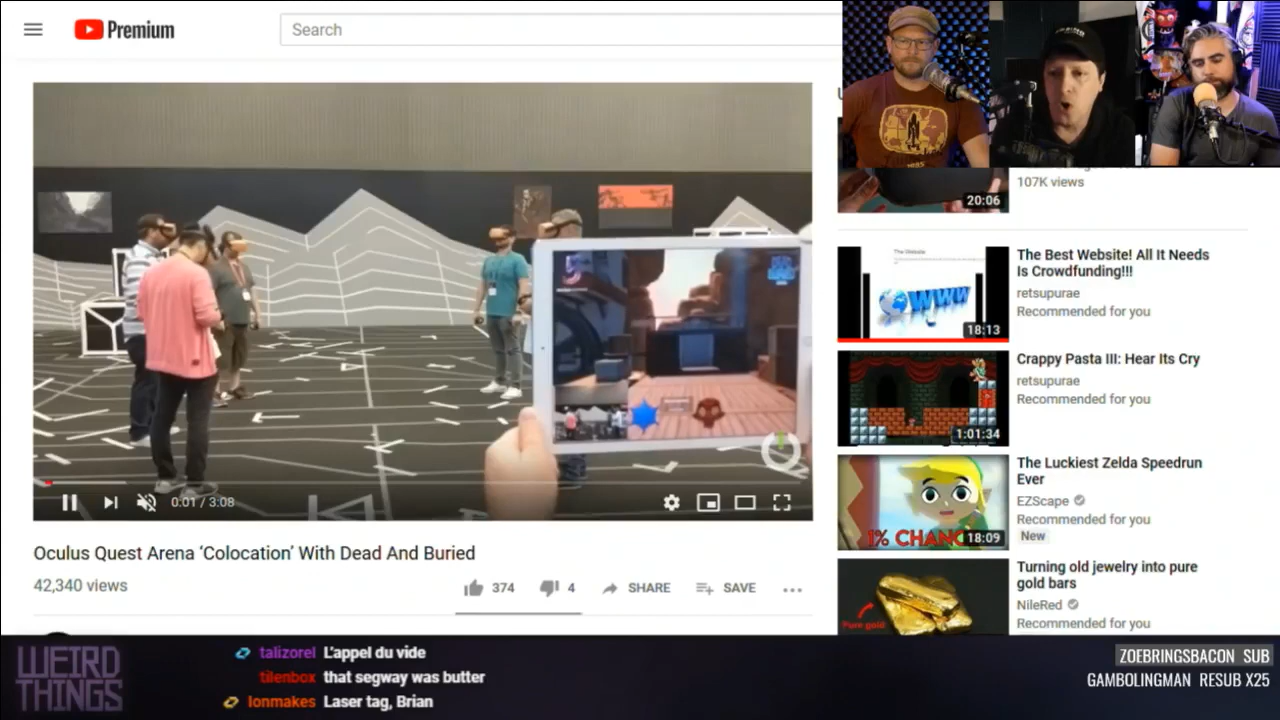 Premium
Search
107K views
20:06
The Website
WWW
18:13
The Best Website! All It Needs
Is Crowdfunding!!!
retsupurae
Recommended for you
1:01:34
Crappy Pasta III: Hear Its Cry
retsupurae
Recommended for you
1% CHANC
18:09
The Luckiest Zelda Speedrun
Ever
EZScape
Recommended for you
New
Pure gold
Turning old jewelry into pure
gold bars
NileRed
Recommended for you
0:01 / 3:08
Oculus Quest Arena ‘Colocation’ With Dead And Buried
42,340 views
374
4
SHARE
SAVE
WEIRD
THINGS
talizorel L'appel du vide
tilenbox that segway was butter
lonmakes Laser tag, Brian
ZOEBRINGSBACON SUB
GAMBOLINGMAN RESUB X25